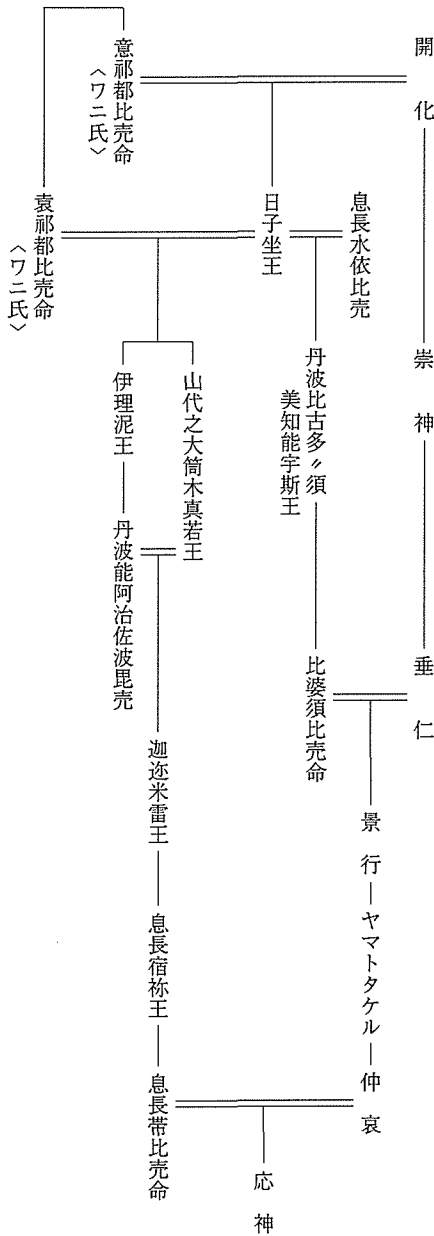 開化
崇神
垂仁
景行
ヤマトタケル
仲哀
息長水依比売
丹波比古多〻須
美知能宇斯王
比婆須比売命
日子坐王
応神
山代之大筒木真若王
迦迩米雷王
息長宿祢王
息長帯比売命
意祁都比売命
〈ワニ氏〉
伊理泥王
丹波能阿治佐波毘売
袁祁都比売命
〈ワニ氏〉